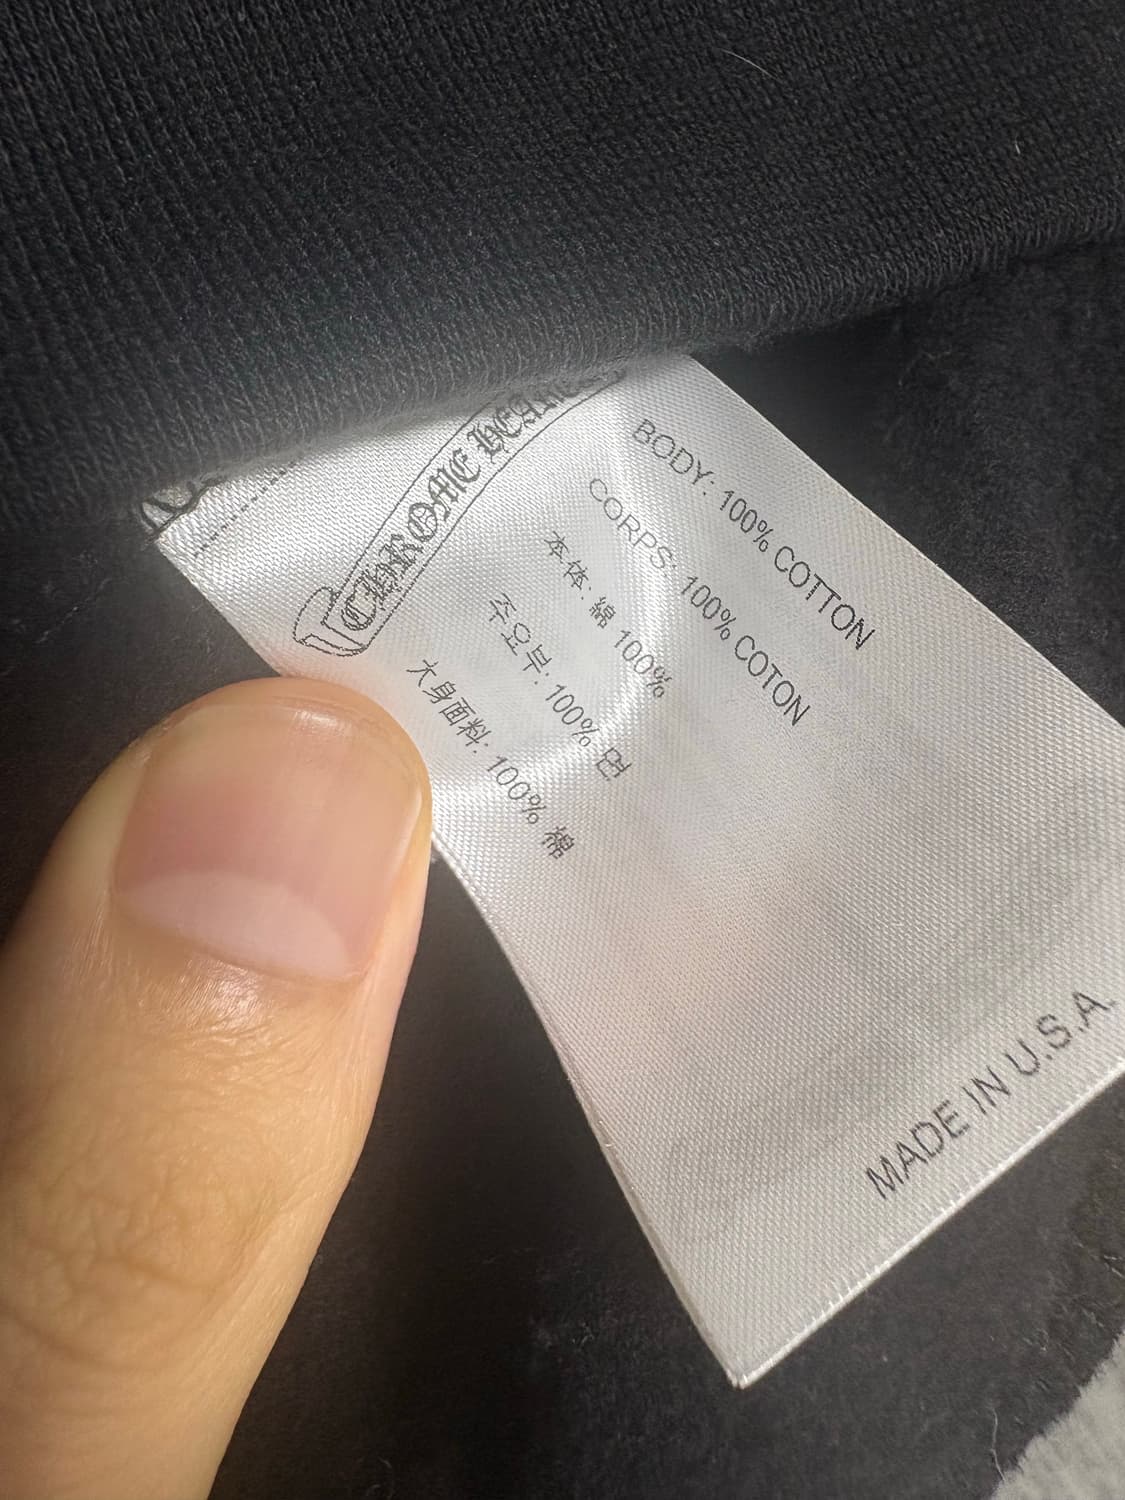 CHROME HEARTS
BODY: 100% COTTON
CORPS: 100% COTON
本体: 綿 100%
주요부: 100% 면
大身面料: 100% 棉
MADE IN U.S.A.